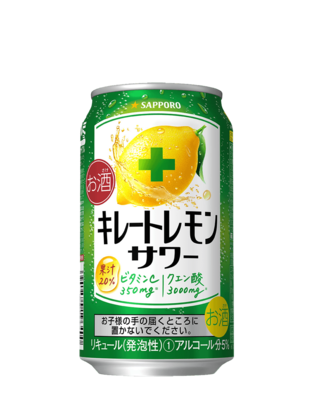 ★ SAPPORO
お酒
の
キレートレモン
サワー
果汁
20%
ビタミンC
350mg*
クエン酸
3000mg
お酒
お子様の手の届くところに
置かないでください。
リキュール(発泡性)①アルコール分5%